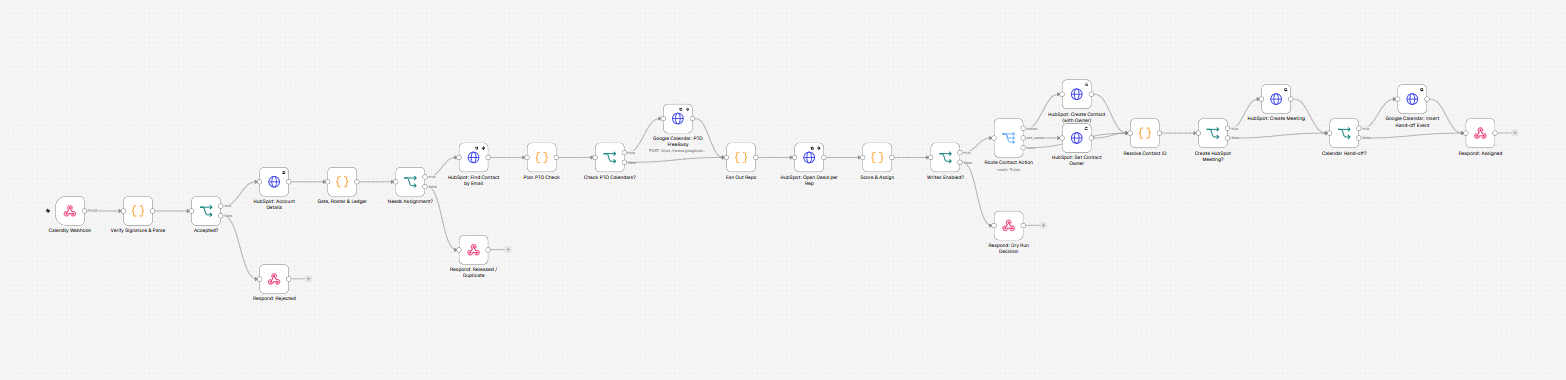 Calendly Webhook
POST
Verify Signature & Parse
Accepted?
true
false
HubSpot: Account
Details
Respond: Rejected
Gate, Roster & Ledger
Needs Assignment?
true
false
HubSpot: Find Contact
by Email
Respond: Released /
Duplicate
Plan PTO Check
Check PTO Calendars?
true
false
Google Calendar: PTO
FreeBusy
POST: https://www.googleapi...
Fan Out Reps
HubSpot: Open Deals per
Rep
Score & Assign
Writes Enabled?
true
false
Route Contact Action
mode: Rules
Respond: Dry Run
Decision
HubSpot: Create Contact
(with Owner)
HubSpot: Set Contact
Owner
Resolve Contact ID
Create HubSpot
Meeting?
true
false
HubSpot: Create Meeting
Calendar Hand-off?
true
Google Calendar: Insert
Hand-off Event
Respond: Assigned